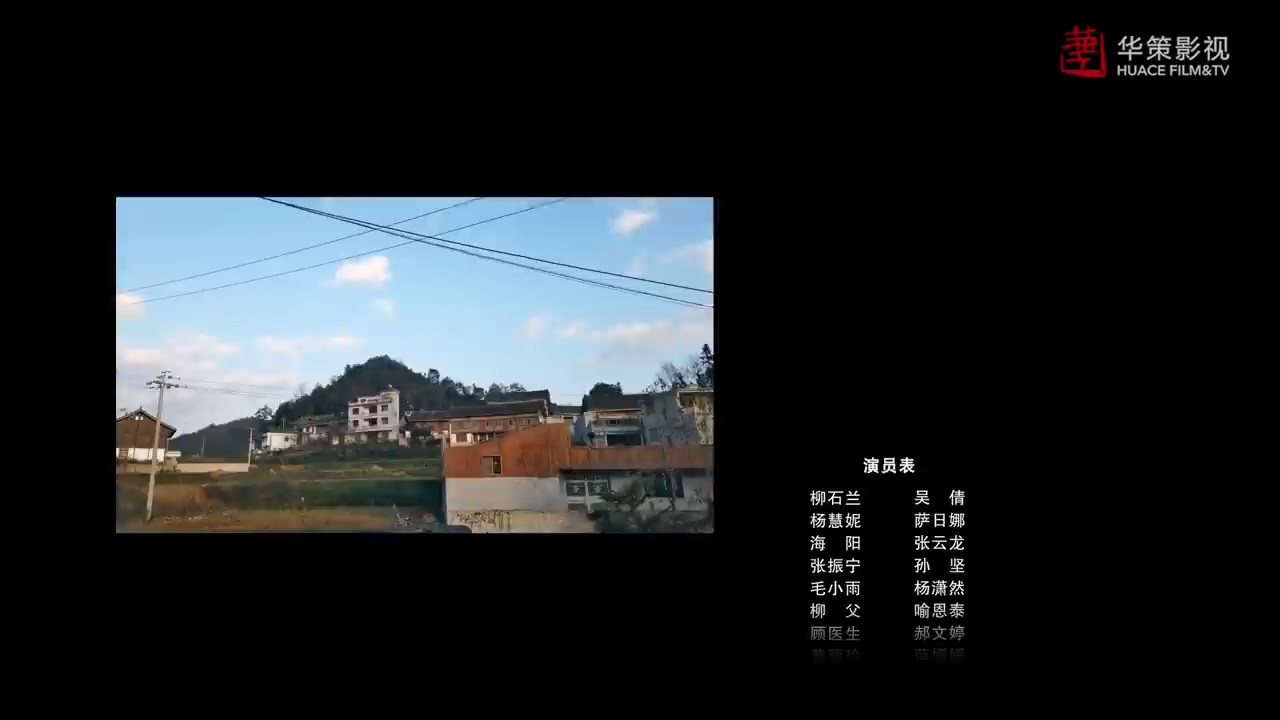 华策影视
HUACE FILM&TV
演员表
柳石兰 吴 倩
杨慧妮 萨日娜
海 阳 张云龙
张振宁 孙 坚
毛小雨 杨潇然
柳 父 喻恩泰
顾医生 郝文婷